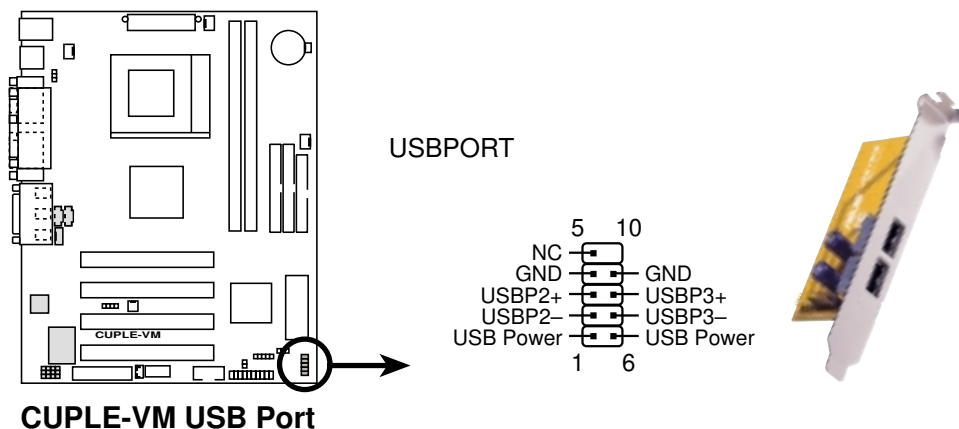 USBPORT
5 10
NC
GND GND
USBP2+ USBP3+
USBP2– USBP3–
USB Power USB Power
1 6
CUPLE-VM
CUPLE-VM USB Port